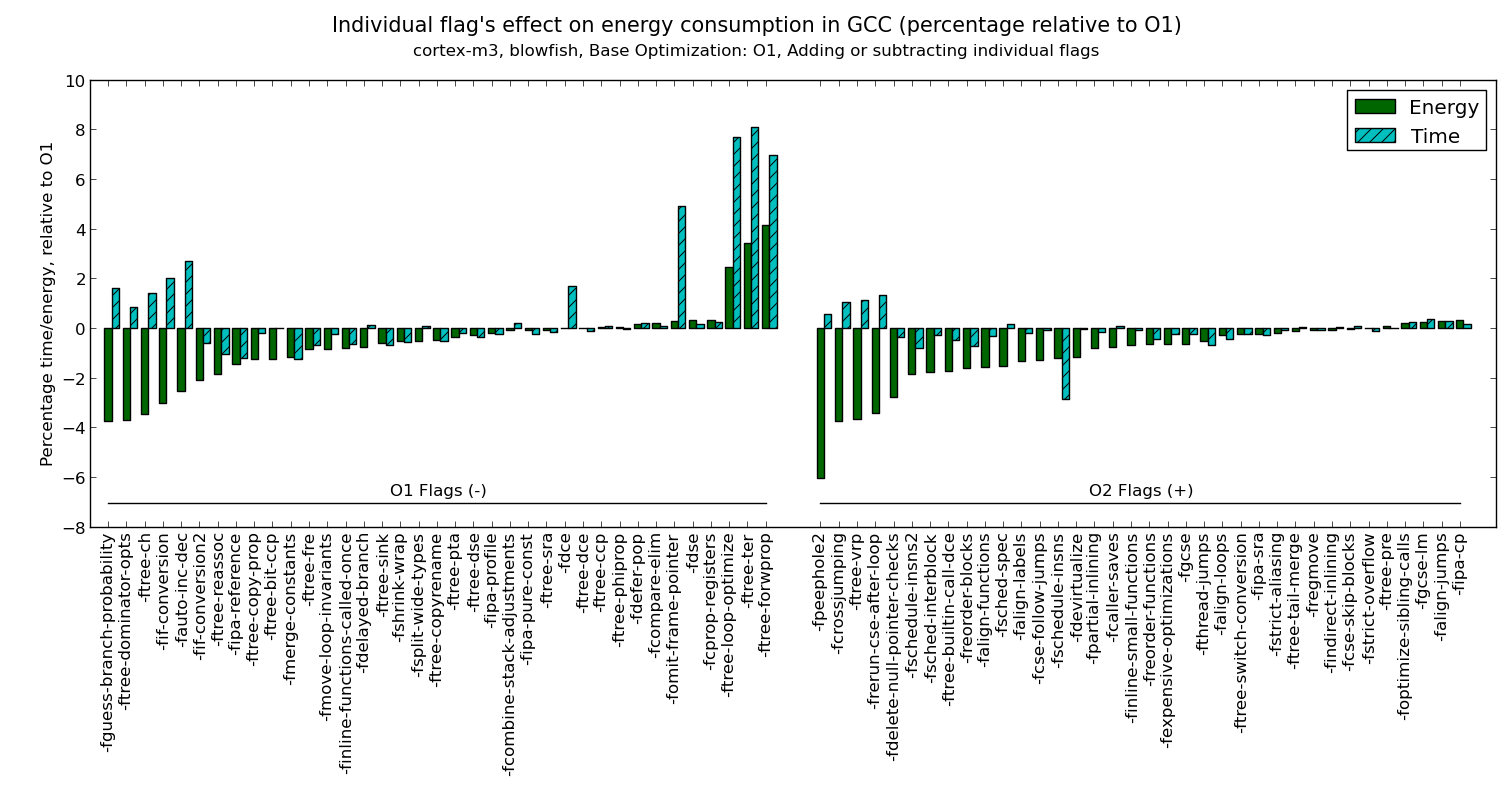 Individual flag's effect on energy consumption in GCC (percentage relative to O1)
cortex-m3, blowfish, Base Optimization: O1, Adding or subtracting individual flags
Percentage time/energy, relative to O1
10
8
6
4
2
0
−2
−4
−6
−8
Energy
Time
O1 Flags (-)
O2 Flags (+)
-fguess-branch-probability
-ftree-dominator-opts
-ftree-ch
-fif-conversion
-fauto-inc-dec
-fif-conversion2
-ftree-reassoc
-fipa-reference
-ftree-copy-prop
-ftree-bit-ccp
-fmerge-constants
-ftree-fre
-fmove-loop-invariants
-finline-functions-called-once
-fdelayed-branch
-ftree-sink
-fshrink-wrap
-fsplit-wide-types
-ftree-copyrename
-ftree-pta
-ftree-dse
-fipa-profile
-fcombine-stack-adjustments
-fipa-pure-const
-ftree-sra
-fdce
-ftree-dce
-ftree-ccp
-ftree-phiprop
-fdefer-pop
-fcompare-elim
-fomit-frame-pointer
-fdse
-fcprop-registers
-ftree-loop-optimize
-ftree-ter
-ftree-forwprop
-fpeephole2
-fcrossjumping
-ftree-vrp
-frerun-cse-after-loop
-fdelete-null-pointer-checks
-fschedule-insns2
-fsched-interblock
-ftree-builtin-call-dce
-freorder-blocks
-falign-functions
-fsched-spec
-falign-labels
-fcse-follow-jumps
-fschedule-insns
-fdevirtualize
-fpartial-inlining
-fcaller-saves
-finline-small-functions
-freorder-functions
-fexpensive-optimizations
-fgcse
-fthread-jumps
-falign-loops
-ftree-switch-conversion
-fipa-sra
-fstrict-aliasing
-ftree-tail-merge
-fregmove
-findirect-inlining
-fcse-skip-blocks
-fstrict-overflow
-ftree-pre
-foptimize-sibling-calls
-fgcse-lm
-falign-jumps
-fipa-cp